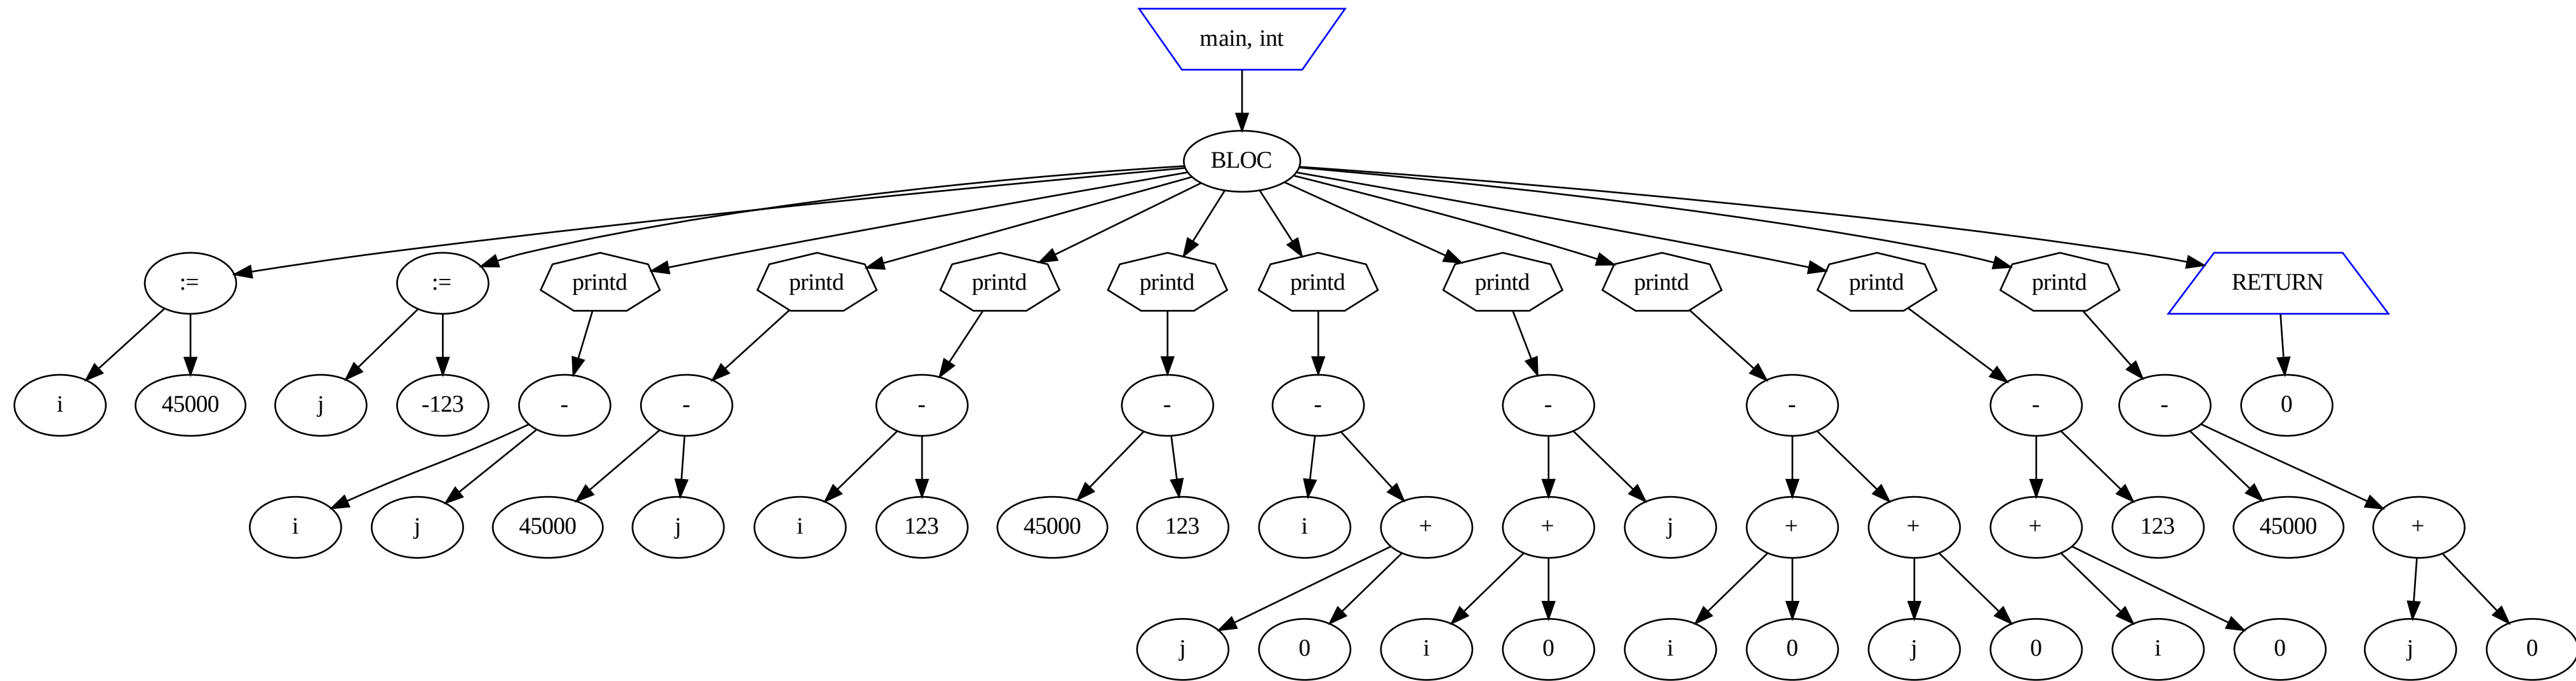 main, int
BLOC
:=
:=
printd
printd
printd
printd
printd
printd
printd
printd
printd
RETURN
i
45000
j
-123
-
-
-
-
-
-
-
-
-
0
i
j
45000
j
i
123
45000
123
i
+
+
j
+
+
+
123
45000
+
j
0
i
0
i
0
j
0
i
0
j
0